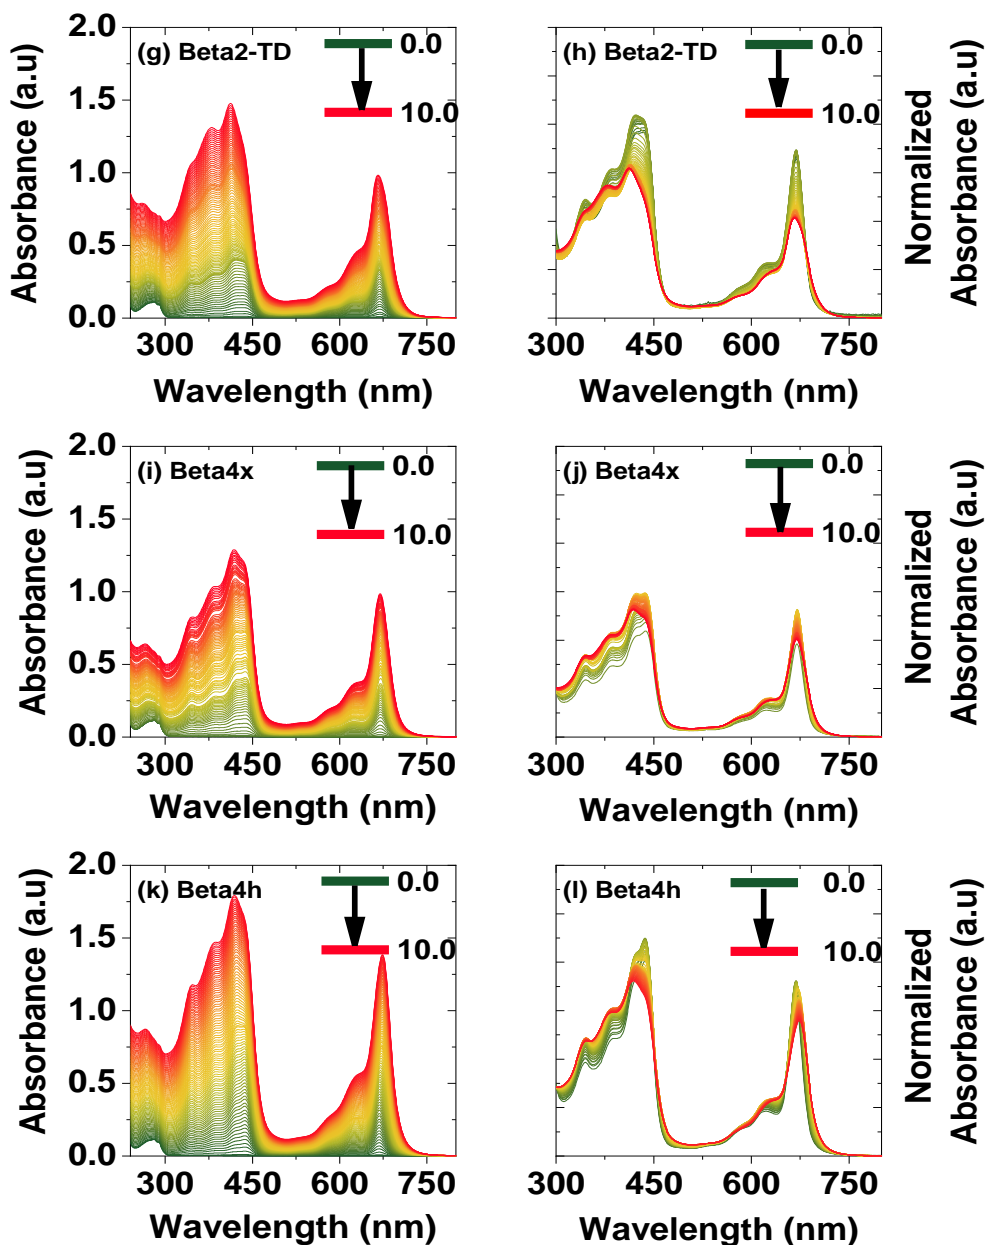 (g) Beta2-TD
0.0
10.0
2.0
1.5
1.0
0.5
0.0
Absorbance (a.u)
300 450 600 750
Wavelength (nm)
(h) Beta2-TD
0.0
10.0
Normalized
Absorbance (a.u)
300 450 600 750
Wavelength (nm)
(i) Beta4x
0.0
10.0
2.0
1.5
1.0
0.5
0.0
Absorbance (a.u)
300 450 600 750
Wavelength (nm)
(j) Beta4x
0.0
10.0
Normalized
Absorbance (a.u)
300 450 600 750
Wavelength (nm)
(k) Beta4h
0.0
10.0
2.0
1.5
1.0
0.5
0.0
Absorbance (a.u)
300 450 600 750
Wavelength (nm)
(l) Beta4h
0.0
10.0
Normalized
Absorbance (a.u)
300 450 600 750
Wavelength (nm)